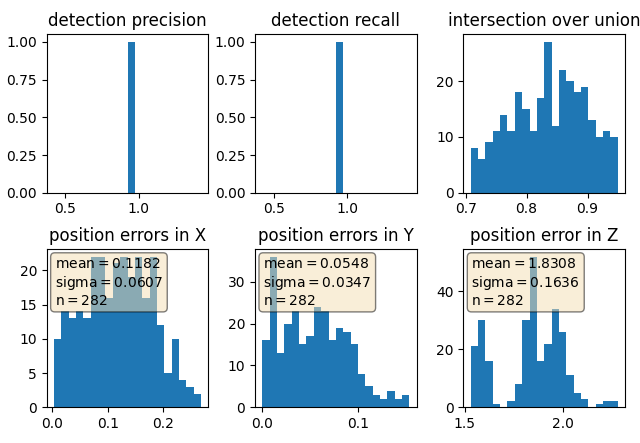 detection precision
detection recall
intersection over union
1.00
0.75
0.50
0.25
0.00
0.5 1.0
1.00
0.75
0.50
0.25
0.00
0.5 1.0
20
10
0
0.7 0.8 0.9
position errors in X
position errors in Y
position error in Z
mean=0.1182
sigma=0.0607
n=282
20
15
10
5
0
0.0 0.1 0.2
mean=0.0548
sigma=0.0347
n=282
30
20
10
0
0.0 0.1
mean=1.8308
sigma=0.1636
n=282
40
20
0
1.5 2.0